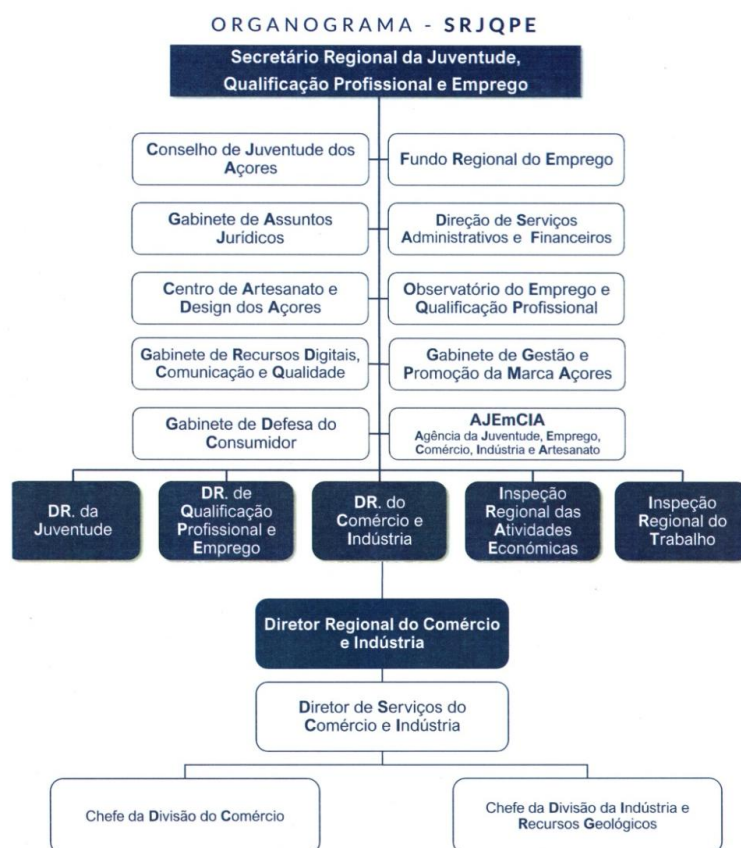 ORGANOGRAMA - SRJQPE
Secretário Regional da Juventude,
Qualificação Profissional e Emprego
Conselho de Juventude dos
Açores
Fundo Regional do Emprego
Gabinete de Assuntos
Jurídicos
Direção de Serviços
Administrativos e Financeiros
Centro de Artesanato e
Design dos Açores
Observatório do Emprego e
Qualificação Profissional
Gabinete de Recursos Digitais,
Comunicação e Qualidade
Gabinete de Gestão e
Promoção da Marca Açores
Gabinete de Defesa do
Consumidor
AJEmCIA
Agência da Juventude, Emprego,
Comércio, Indústria e Artesanato
DR. da
Juventude
DR. de
Qualificação
Profissional e
Emprego
DR. do
Comércio e
Indústria
Inspeção
Regional das
Atividades
Económicas
Inspeção
Regional do
Trabalho
Diretor Regional do Comércio
e Indústria
Diretor de Serviços do
Comércio e Indústria
Chefe da Divisão do Comércio
Chefe da Divisão da Indústria e
Recursos Geológicos